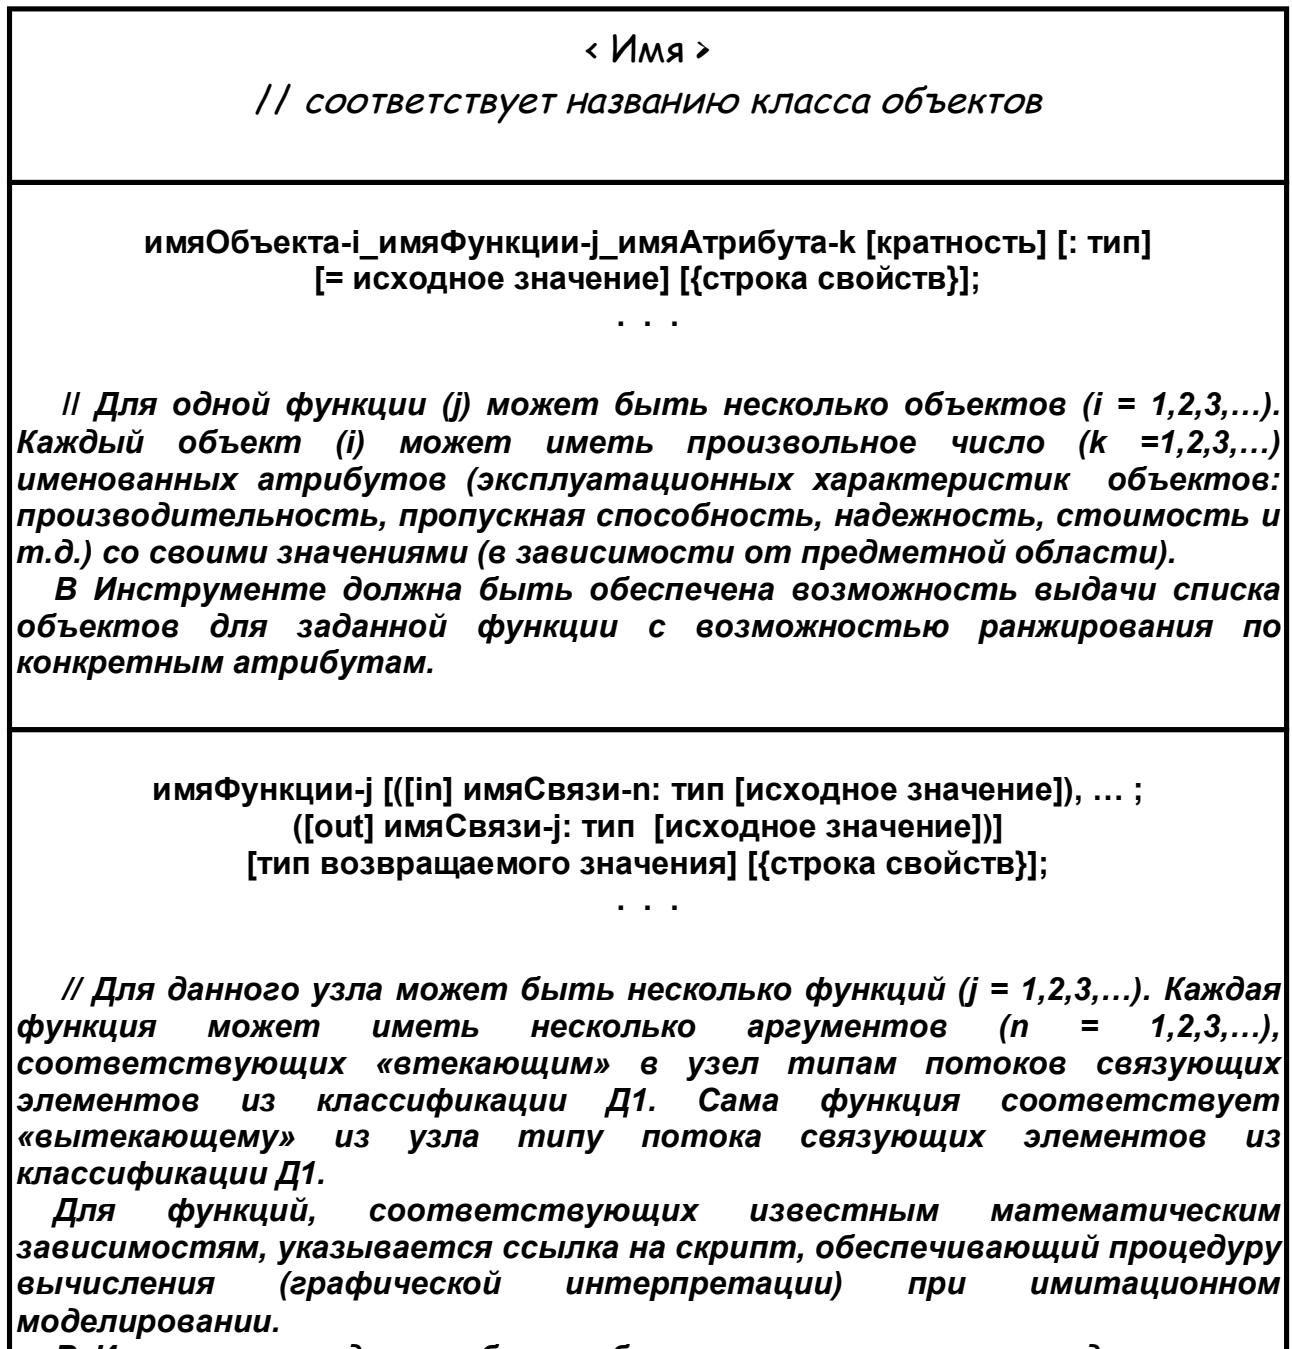 < Имя >
// соответствует названию класса объектов
имяОбъекта-i_имяФункции-j_имяАтрибута-k [кратность] [: тип]
[= исходное значение] [{строка свойств}];
. . .
// Для одной функции (j) может быть несколько объектов (i = 1,2,3,…).
Каждый объект (i) может иметь произвольное число (k =1,2,3,…)
именованных атрибутов (эксплуатационных характеристик объектов:
производительность, пропускная способность, надежность, стоимость и
т.д.) со своими значениями (в зависимости от предметной области).
В Инструменте должна быть обеспечена возможность выдачи списка
объектов для заданной функции с возможностью ранжирования по
конкретным атрибутам.
имяФункции-j [([in] имяСвязи-n: тип [исходное значение]), … ;
([out] имяСвязи-j: тип [исходное значение])]
[тип возвращаемого значения] [{строка свойств}];
. . .
// Для данного узла может быть несколько функций (j = 1,2,3,…). Каждая
функция может иметь несколько аргументов (n = 1,2,3,…),
соответствующих «втекающим» в узел типам потоков связующих
элементов из классификации Д1. Сама функция соответствует
«вытекающему» из узла типу потока связующих элементов из
классификации Д1.
Для функций, соответствующих известным математическим
зависимостям, указывается ссылка на скрипт, обеспечивающий процедуру
вычисления (графической интерпретации) при имитационном
моделировании.